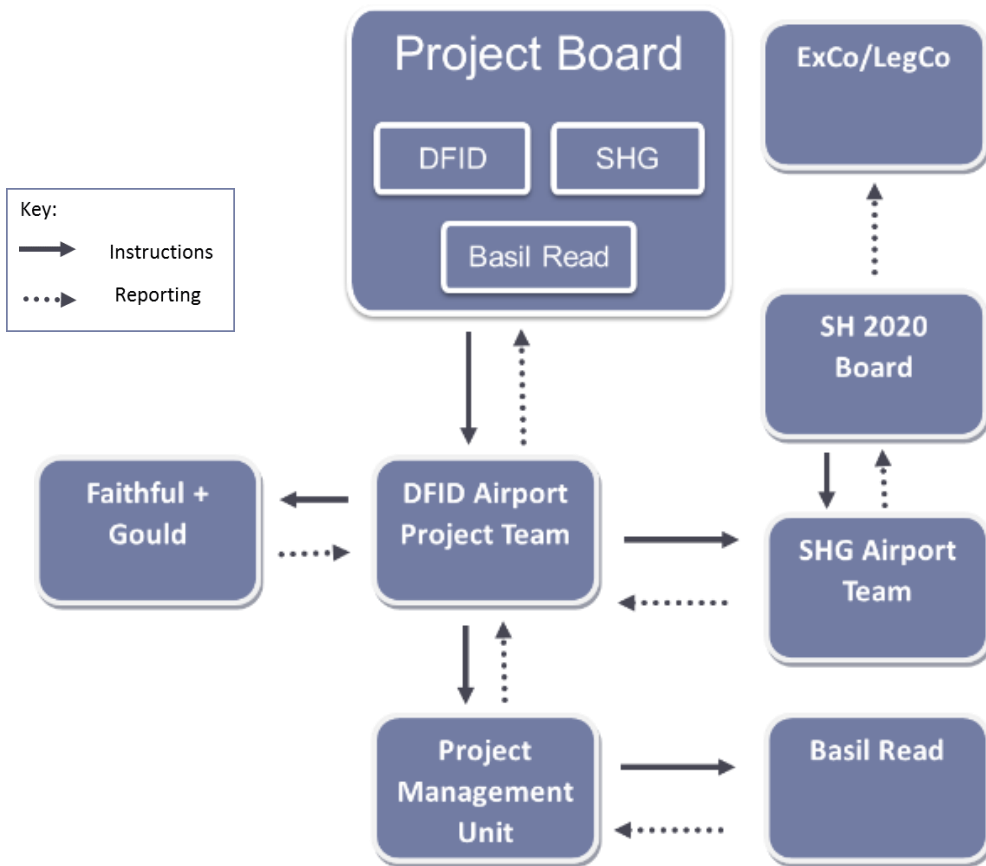 Project Board
DFID
SHG
Basil Read
ExCo/LegCo
Key:
Instructions
Reporting
SH 2020
Board
Faithful +
Gould
DFID Airport
Project Team
SHG Airport
Team
Project
Management
Unit
Basil Read